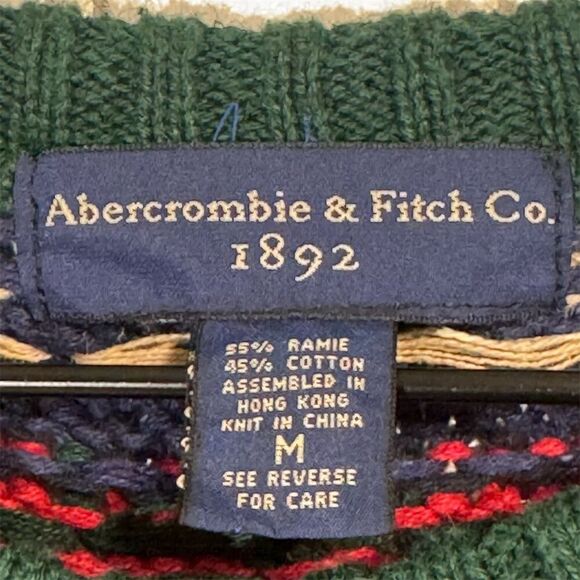 Abercrombie & Fitch Co.
1892
55% RAMIE
45% COTTON
ASSEMBLED IN
HONG KONG
KNIT IN CHINA
M
SEE REVERSE
FOR CARE